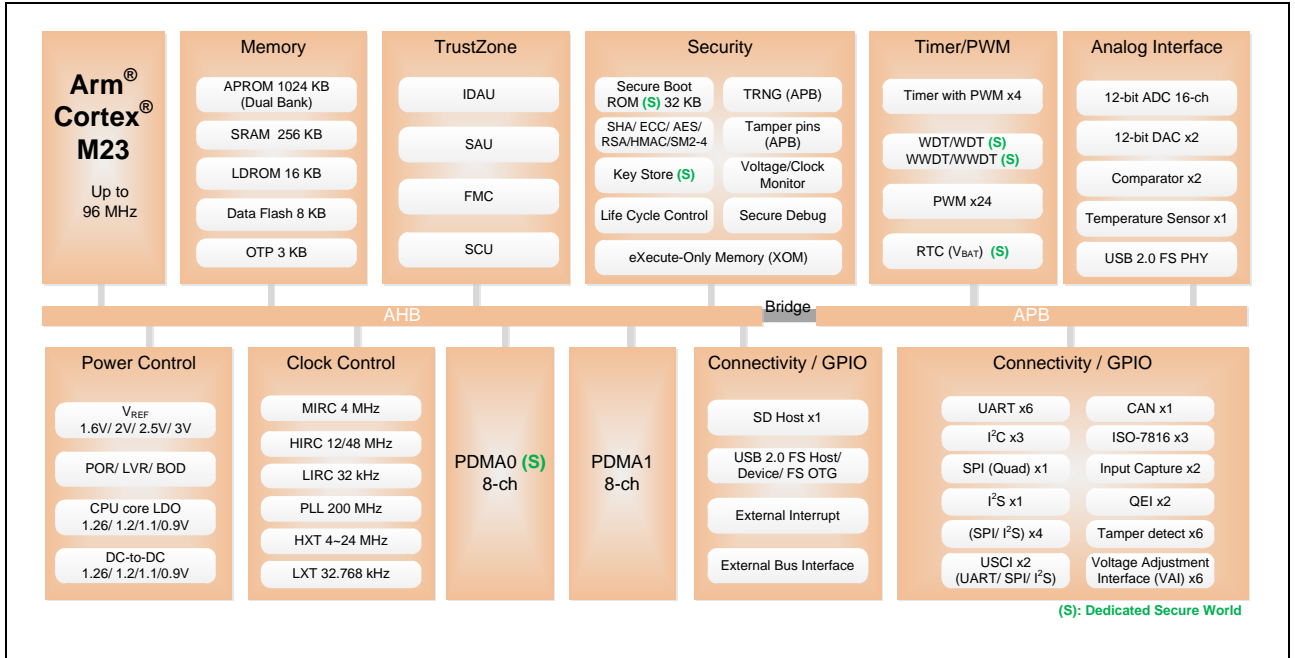 Arm®
Cortex®
M23
Up to
96 MHz
Memory
APROM 1024 KB
(Dual Bank)
SRAM 256 KB
LDROM 16 KB
Data Flash 8 KB
OTP 3 KB
TrustZone
IDAU
SAU
FMC
SCU
Security
Secure Boot
ROM (S) 32 KB
TRNG (APB)
SHA/ ECC/ AES/
RSA/HMAC/SM2-4
Tamper pins
(APB)
Key Store (S)
Voltage/Clock
Monitor
Life Cycle Control
Secure Debug
eXecute-Only Memory (XOM)
Timer/PWM
Timer with PWM x4
WDT/WDT (S)
WWDT/WWDT (S)
PWM x24
RTC (VBAT) (S)
Analog Interface
12-bit ADC 16-ch
12-bit DAC x2
Comparator x2
Temperature Sensor x1
USB 2.0 FS PHY
AHB
Bridge
APB
Power Control
VREF
1.6V/ 2V/ 2.5V/ 3V
POR/ LVR/ BOD
CPU core LDO
1.26/ 1.2/1.1/0.9V
DC-to-DC
1.26/ 1.2/1.1/0.9V
Clock Control
MIRC 4 MHz
HIRC 12/48 MHz
LIRC 32 kHz
PLL 200 MHz
HXT 4~24 MHz
LXT 32.768 kHz
PDMA0 (S)
8-ch
PDMA1
8-ch
Connectivity / GPIO
SD Host x1
USB 2.0 FS Host/
Device/ FS OTG
External Interrupt
External Bus Interface
Connectivity / GPIO
UART x6
CAN x1
I²C x3
ISO-7816 x3
SPI (Quad) x1
Input Capture x2
I²S x1
QEI x2
(SPI/ I²S) x4
Tamper detect x6
USCI x2
(UART/ SPI/ I²S)
Voltage Adjustment
Interface (VAI) x6
(S): Dedicated Secure World